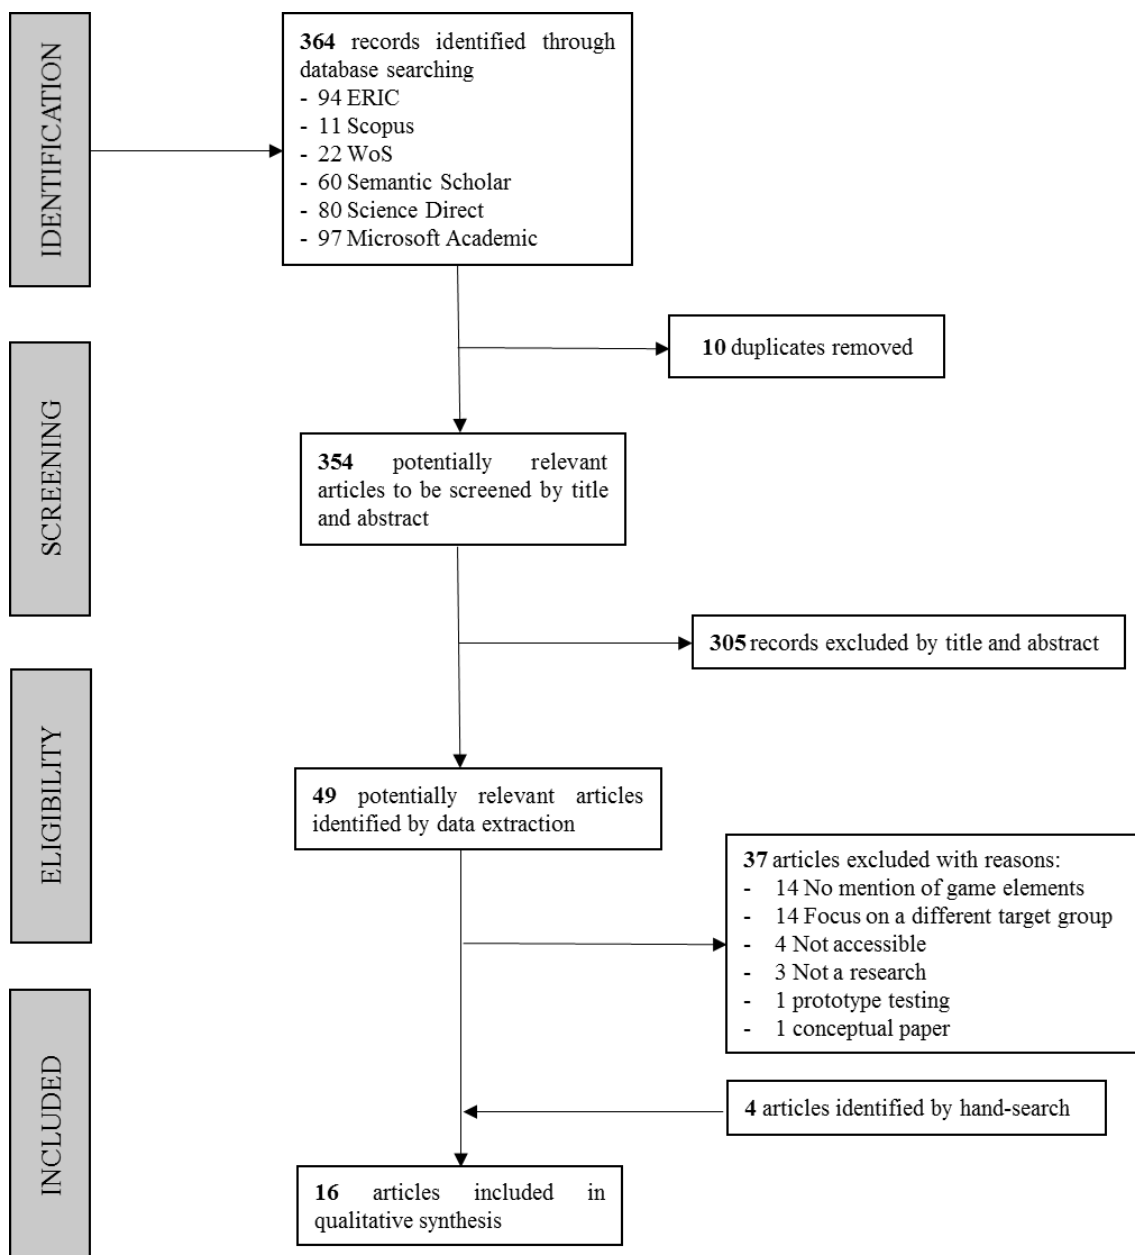 IDENTIFICATION
364 records identified through
database searching
- 94 ERIC
- 11 Scopus
- 22 WoS
- 60 Semantic Scholar
- 80 Science Direct
- 97 Microsoft Academic
10 duplicates removed
SCREENING
354 potentially relevant
articles to be screened by title
and abstract
305 records excluded by title and abstract
ELIGIBILITY
49 potentially relevant articles
identified by data extraction
37 articles excluded with reasons:
- 14 No mention of game elements
- 14 Focus on a different target group
- 4 Not accessible
- 3 Not a research
- 1 prototype testing
- 1 conceptual paper
INCLUDED
4 articles identified by hand-search
16 articles included in
qualitative synthesis